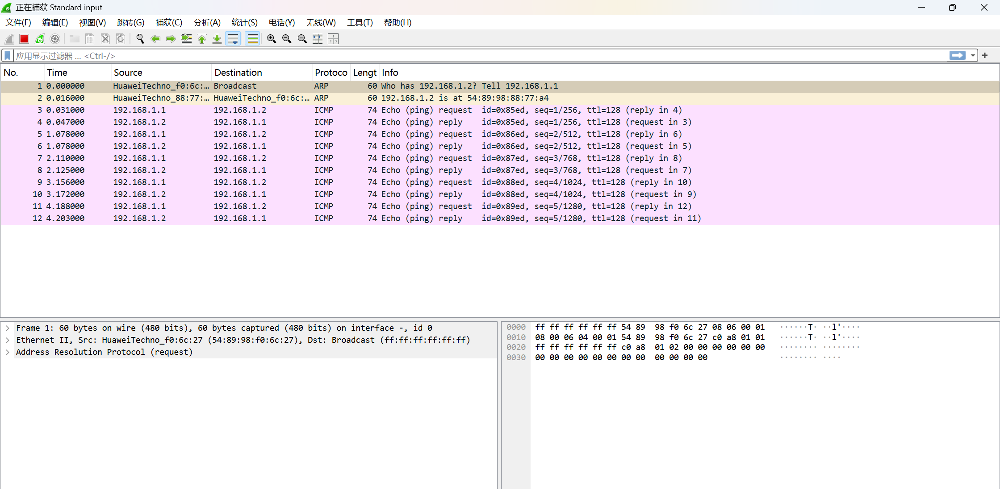 正在捕获 Standard input
文件(F) 编辑(E) 视图(V) 跳转(G) 捕获(C) 分析(A) 统计(S) 电话(Y) 无线(W) 工具(T) 帮助(H)
应用显示过滤器 … <Ctrl-/>
No. Time Source Destination Protoco Lengt Info
1 0.000000 HuaweiTechno_f0:6c:… Broadcast ARP 60 Who has 192.168.1.2? Tell 192.168.1.1
2 0.016000 HuaweiTechno_88:77:… HuaweiTechno_f0:6c:… ARP 60 192.168.1.2 is at 54:89:98:88:77:a4
3 0.031000 192.168.1.1 192.168.1.2 ICMP 74 Echo (ping) request id=0x85ed, seq=1/256, ttl=128 (reply in 4)
4 0.047000 192.168.1.2 192.168.1.1 ICMP 74 Echo (ping) reply id=0x85ed, seq=1/256, ttl=128 (request in 3)
5 1.078000 192.168.1.1 192.168.1.2 ICMP 74 Echo (ping) request id=0x86ed, seq=2/512, ttl=128 (reply in 6)
6 1.078000 192.168.1.2 192.168.1.1 ICMP 74 Echo (ping) reply id=0x86ed, seq=2/512, ttl=128 (request in 5)
7 2.110000 192.168.1.1 192.168.1.2 ICMP 74 Echo (ping) request id=0x87ed, seq=3/768, ttl=128 (reply in 8)
8 2.125000 192.168.1.2 192.168.1.1 ICMP 74 Echo (ping) reply id=0x87ed, seq=3/768, ttl=128 (request in 7)
9 3.156000 192.168.1.1 192.168.1.2 ICMP 74 Echo (ping) request id=0x88ed, seq=4/1024, ttl=128 (reply in 10)
10 3.172000 192.168.1.2 192.168.1.1 ICMP 74 Echo (ping) reply id=0x88ed, seq=4/1024, ttl=128 (request in 9)
11 4.188000 192.168.1.1 192.168.1.2 ICMP 74 Echo (ping) request id=0x89ed, seq=5/1280, ttl=128 (reply in 12)
12 4.203000 192.168.1.2 192.168.1.1 ICMP 74 Echo (ping) reply id=0x89ed, seq=5/1280, ttl=128 (request in 11)
Frame 1: 60 bytes on wire (480 bits), 60 bytes captured (480 bits) on interface -, id 0
Ethernet II, Src: HuaweiTechno_f0:6c:27 (54:89:98:f0:6c:27), Dst: Broadcast (ff:ff:ff:ff:ff:ff)
Address Resolution Protocol (request)
0000 ff ff ff ff ff ff 54 89 98 f0 6c 27 08 06 00 01 ······T· ··l'····
0010 08 00 06 04 00 01 54 89 98 f0 6c 27 c0 a8 01 01 ······T· ··l'····
0020 ff ff ff ff ff ff c0 a8 01 02 00 00 00 00 00 00 ········ ········
0030 00 00 00 00 00 00 00 00 00 00 00 00 ········ ····